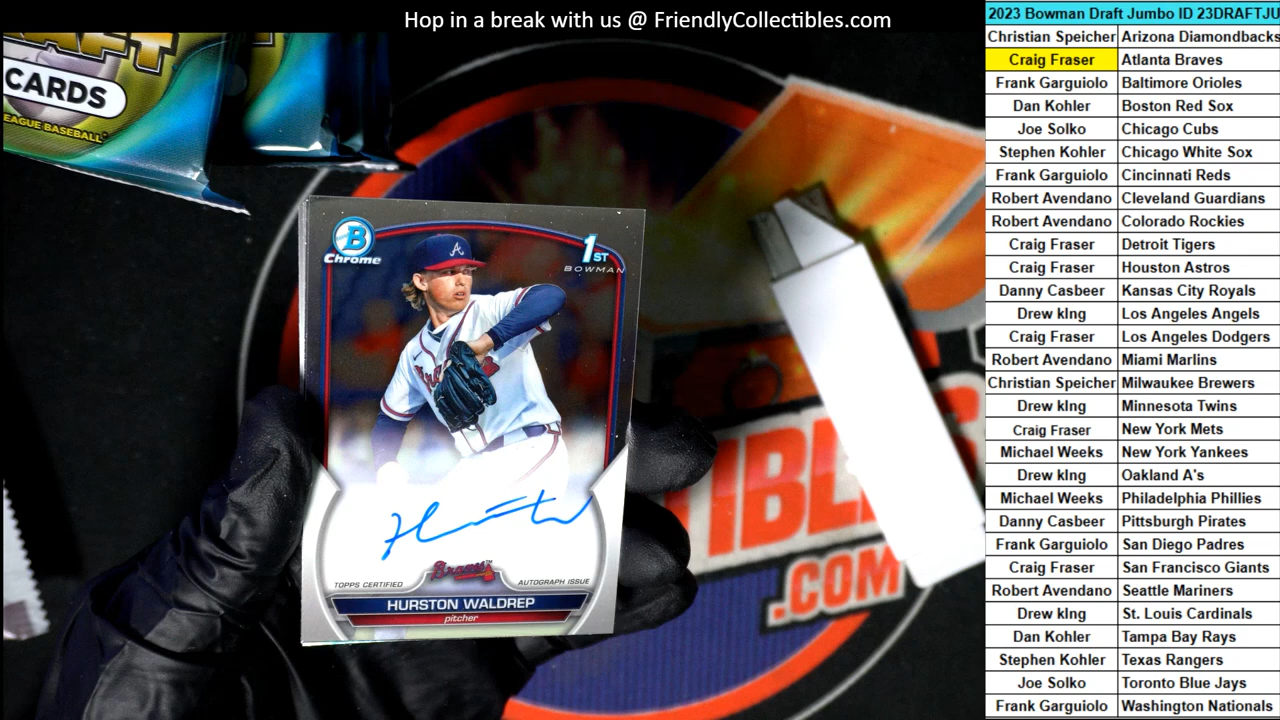 Hop in a break with us @ FriendlyCollectibles.com
CARDS
LEAGUE BASEBALL
B
Chrome
1ST
BOWMAN
A
Braves
TOPPS CERTIFIED
AUTOGRAPH ISSUE
HURSTON WALDREP
pitcher
TIBL
.COM
2023 Bowman Draft Jumbo ID 23DRAFTJU
Christian Speicher Arizona Diamondbacks
Craig Fraser Atlanta Braves
Frank Garguiolo Baltimore Orioles
Dan Kohler Boston Red Sox
Joe Solko Chicago Cubs
Stephen Kohler Chicago White Sox
Frank Garguiolo Cincinnati Reds
Robert Avendano Cleveland Guardians
Robert Avendano Colorado Rockies
Craig Fraser Detroit Tigers
Craig Fraser Houston Astros
Danny Casbeer Kansas City Royals
Drew kIng Los Angeles Angels
Craig Fraser Los Angeles Dodgers
Robert Avendano Miami Marlins
Christian Speicher Milwaukee Brewers
Drew kIng Minnesota Twins
Craig Fraser New York Mets
Michael Weeks New York Yankees
Drew kIng Oakland A's
Michael Weeks Philadelphia Phillies
Danny Casbeer Pittsburgh Pirates
Frank Garguiolo San Diego Padres
Craig Fraser San Francisco Giants
Robert Avendano Seattle Mariners
Drew kIng St. Louis Cardinals
Dan Kohler Tampa Bay Rays
Stephen Kohler Texas Rangers
Joe Solko Toronto Blue Jays
Frank Garguiolo Washington Nationals